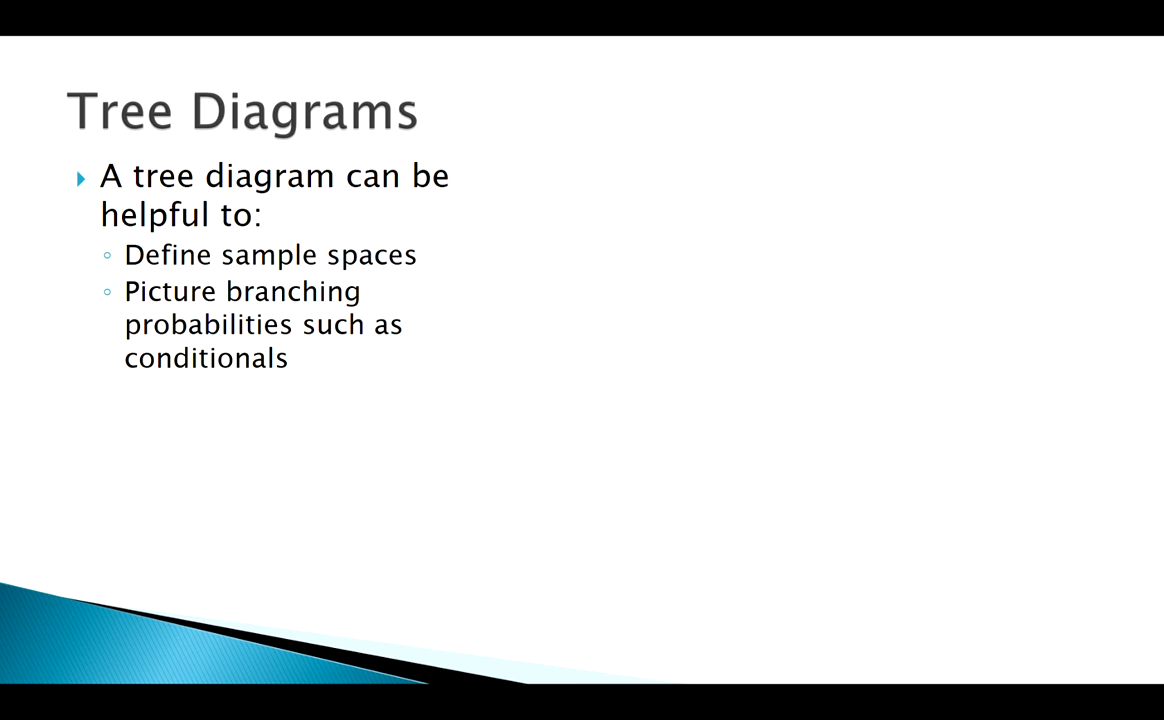 Tree Diagrams
A tree diagram can be
helpful to:
Define sample spaces
Picture branching
probabilities such as
conditionals